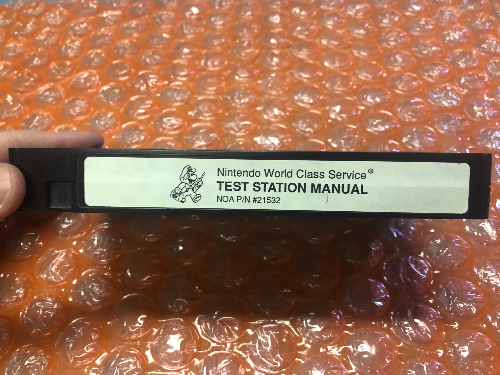 Nintendo World Class Service®
TEST STATION MANUAL
NOA P/N #21532